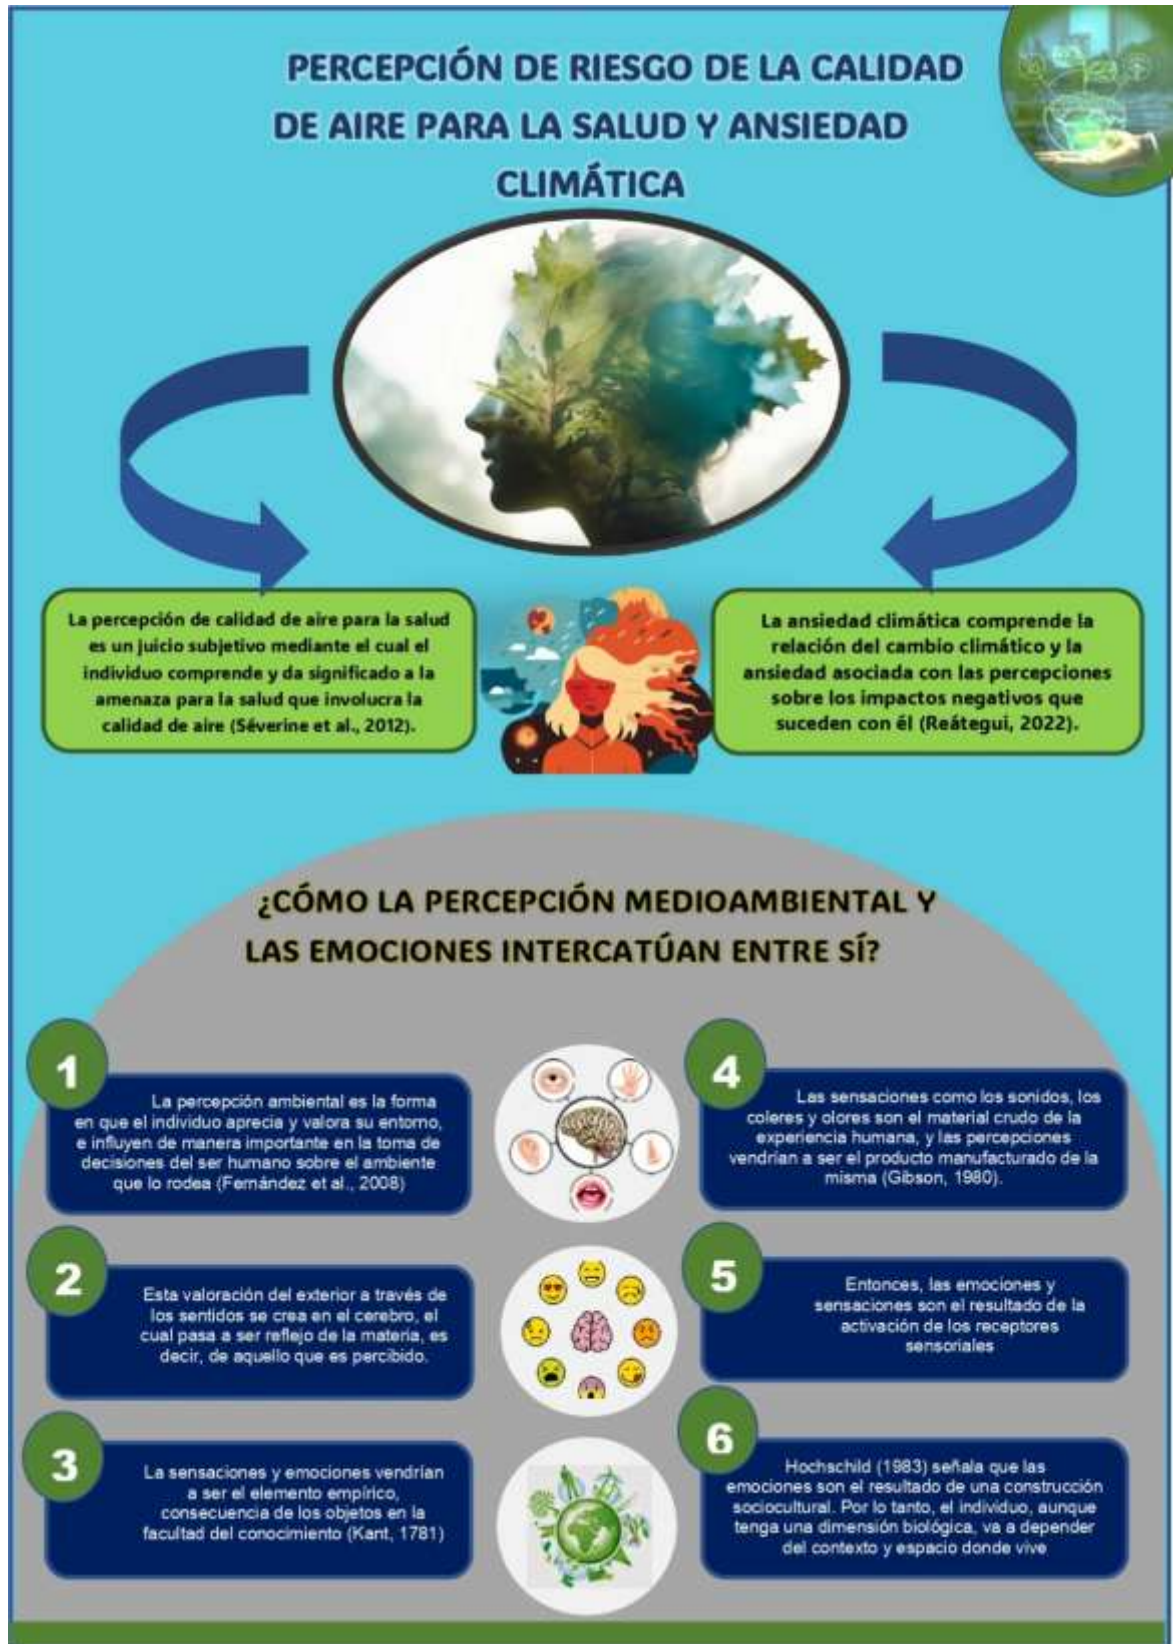 PERCEPCIÓN DE RIESGO DE LA CALIDAD
DE AIRE PARA LA SALUD Y ANSIEDAD
CLIMÁTICA
La percepción de calidad de aire para la salud
es un juicio subjetivo mediante el cual el
individuo comprende y da significado a la
amenaza para la salud que involucra la
calidad de aire (Séverine et al., 2012).
La ansiedad climática comprende la
relación del cambio climático y la
ansiedad asociada con las percepciones
sobre los impactos negativos que
suceden con él (Reátegui, 2022).
¿CÓMO LA PERCEPCIÓN MEDIOAMBIENTAL Y
LAS EMOCIONES INTERCATÚAN ENTRE SÍ?
1
La percepción ambiental es la forma
en que el individuo aprecia y valora su entorno,
e influyen de manera importante en la toma de
decisiones del ser humano sobre el ambiente
que lo rodea (Fernández et al., 2008)
2
Esta valoración del exterior a través de
los sentidos se crea en el cerebro, el
cual pasa a ser reflejo de la materia, es
decir, de aquello que es percibido.
3
La sensaciones y emociones vendrían
a ser el elemento empírico,
consecuencia de los objetos en la
facultad del conocimiento (Kant, 1781)
4
Las sensaciones como los sonidos, los
coleres y olores son el material crudo de la
experiencia humana, y las percepciones
vendrían a ser el producto manufacturado de la
misma (Gibson, 1980).
5
Entonces, las emociones y
sensaciones son el resultado de la
activación de los receptores
sensoriales
6
Hochschild (1983) señala que las
emociones son el resultado de una construcción
sociocultural. Por lo tanto, el individuo, aunque
tenga una dimensión biológica, va a depender
del contexto y espacio donde vive